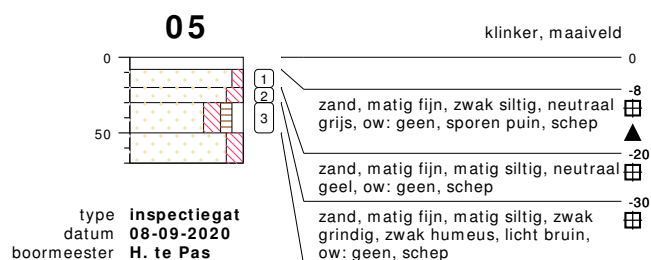 05
klinker, maaiveld
0
0
1
-8
2
zand, matig fijn, zwak siltig, neutraal
3
grijs, ow: geen, sporen puin, schep
50
-20
zand, matig fijn, matig siltig, neutraal
geel, ow: geen, schep
-30
type inspectiegat
zand, matig fijn, matig siltig, zwak
datum 08-09-2020
grindig, zwak humeus, licht bruin,
boormeester H. te Pas
ow: geen, schep